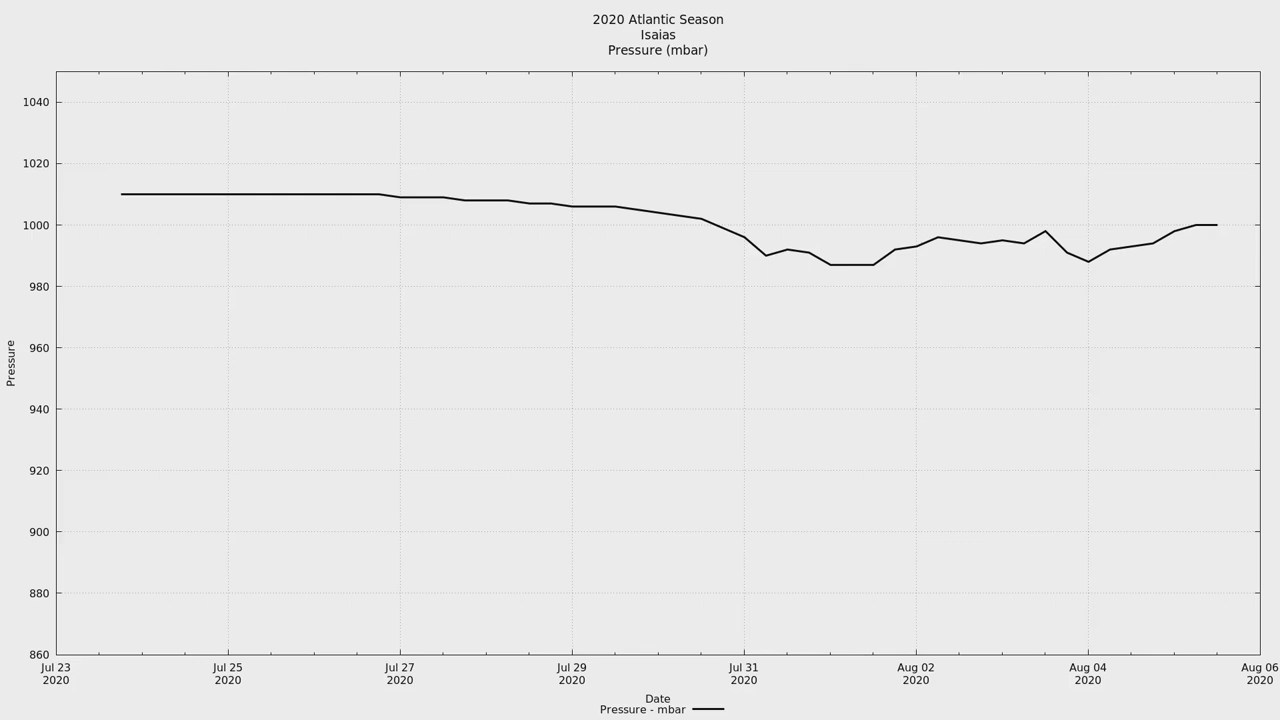 2020 Atlantic Season
Isaias
Pressure (mbar)
1040
1020
1000
980
960
940
920
900
880
860
Pressure
Jul 23 Jul 25 Jul 27 Jul 29 Jul 31 Aug 02 Aug 04 Aug 06
2020 2020 2020 2020 2020 2020 2020 2020
Date
Pressure - mbar